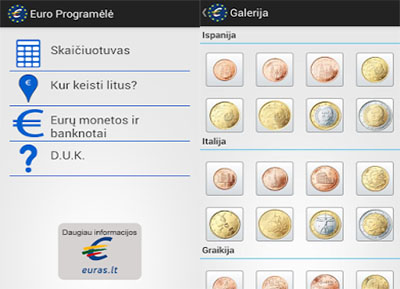 Euro Programėlė
Skaičiuotuvas
Kur keisti litus?
Eurų monetos ir
banknotai
D.U.K.
Daugiau informacijos
euras.lt
Galerija
Ispanija
Italija
Graikija